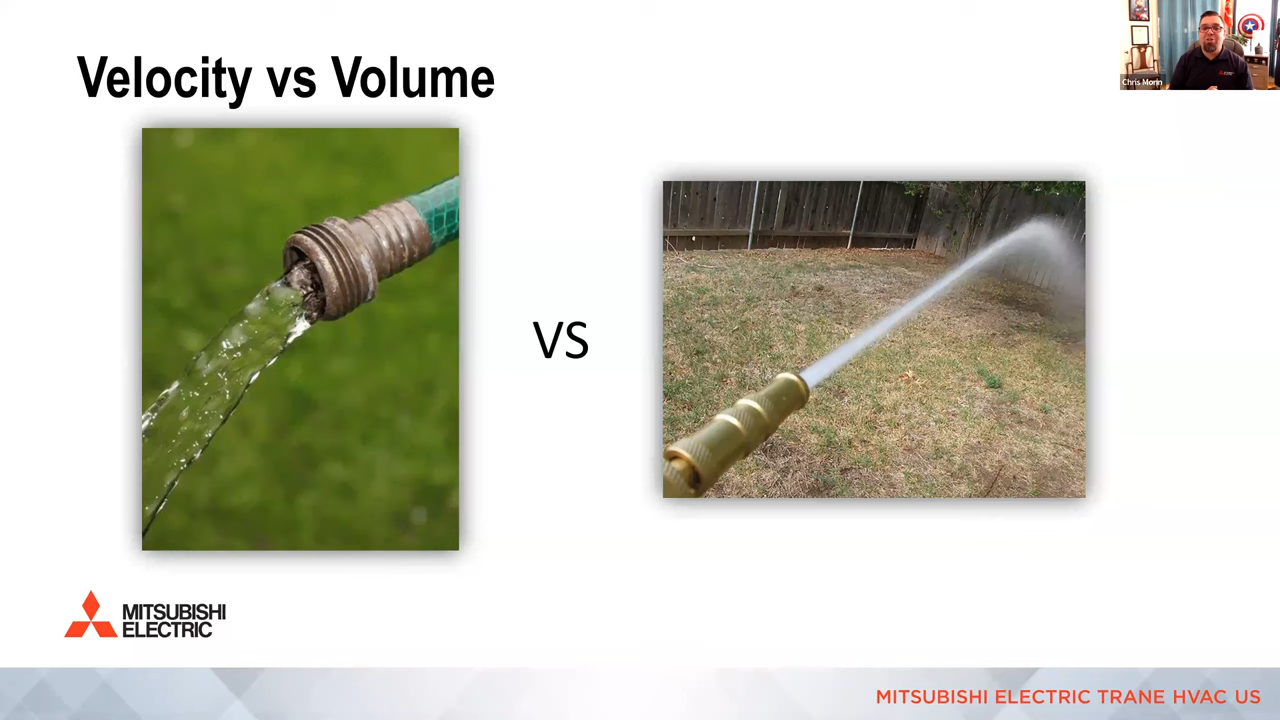 Velocity vs Volume
Chris Morin
VS
MITSUBISHI
ELECTRIC
MITSUBISHI ELECTRIC TRANE HVAC US